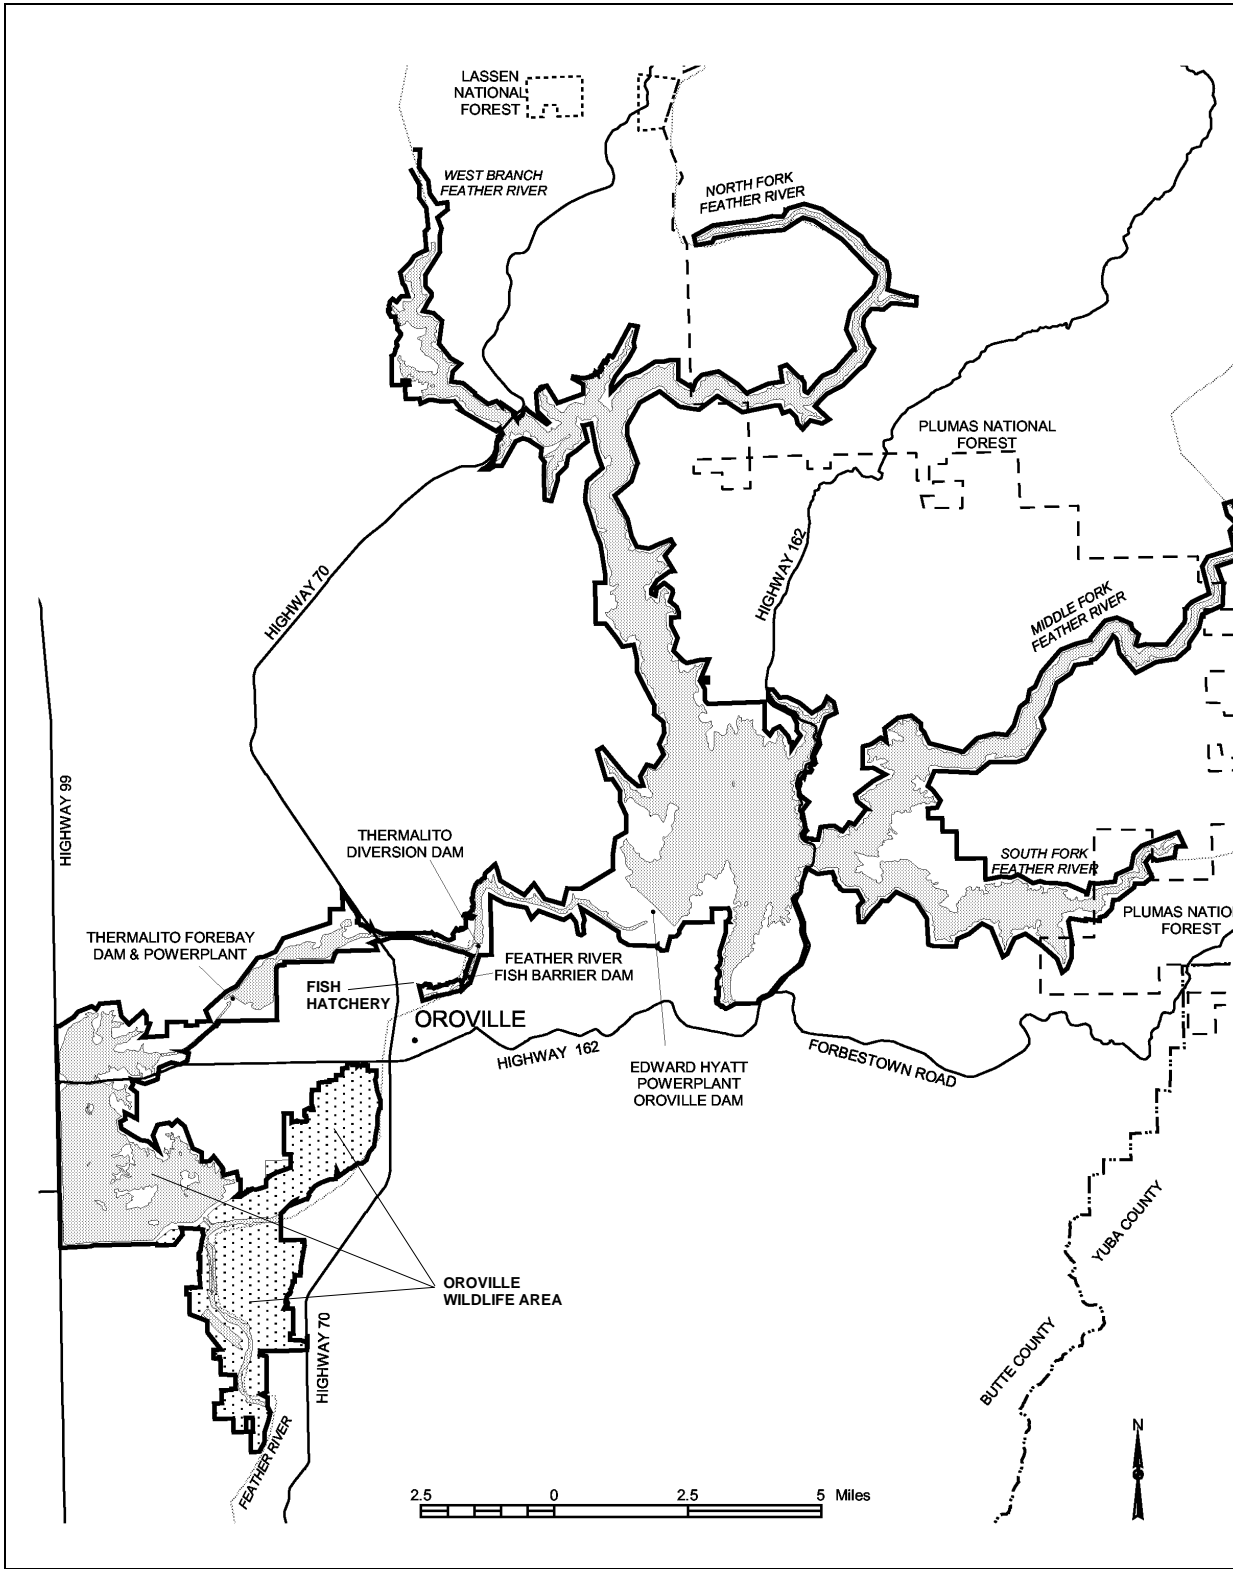 LASSEN
NATIONAL
FOREST
WEST BRANCH
FEATHER RIVER
NORTH FORK
FEATHER RIVER
PLUMAS NATIONAL
FOREST
HIGHWAY 162
HIGHWAY 70
MIDDLE FORK
FEATHER RIVER
HIGHWAY 99
THERMALITO
DIVERSION DAM
SOUTH FORK
FEATHER RIVER
PLUMAS NATIO
FOREST
THERMALITO FOREBAY
DAM & POWERPLANT
FEATHER RIVER
FISH BARRIER DAM
FISH
HATCHERY
OROVILLE
HIGHWAY 162
FORBESTOWN ROAD
EDWARD HYATT
POWERPLANT
OROVILLE DAM
YUBA COUNTY
OROVILLE
WILDLIFE AREA
HIGHWAY 70
BUTTE COUNTY
FEATHER RIVER
N
2.5 0 2.5 5 Miles